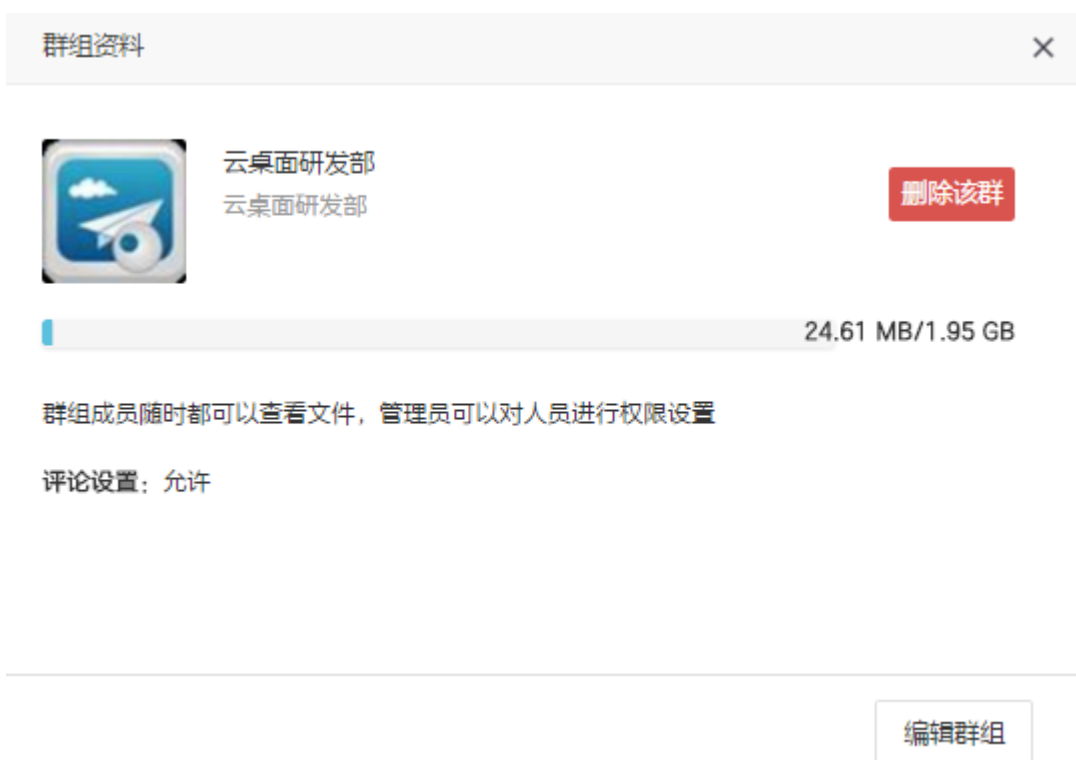 群组资料
云桌面研发部
删除该群
云桌面研发部
24.61 MB/1.95 GB
群组成员随时都可以查看文件，管理员可以对人员进行权限设置
评论设置：允许
编辑群组